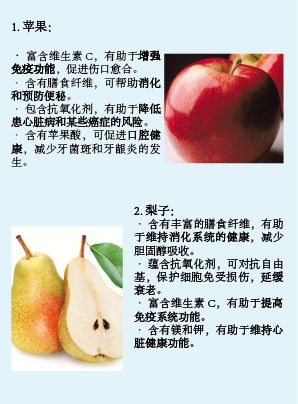 1. 苹果：
· 富含维生素 C，有助于增强
免疫功能，促进伤口愈合。
· 含有膳食纤维，可帮助消化
和预防便秘。
· 包含抗氧化剂，有助于降低
患心脏病和某些癌症的风险。
· 含有苹果酸，可促进口腔健
康，减少牙菌斑和牙龈炎的发
生。
2. 梨子：
· 含有丰富的膳食纤维，有助
于维持消化系统的健康，减少
胆固醇吸收。
· 蕴含抗氧化剂，可对抗自由
基，保护细胞免受损伤，延缓
衰老。
· 富含维生素 C，有助于提高
免疫系统功能。
· 含有镁和钾，有助于维持心
脏健康功能。